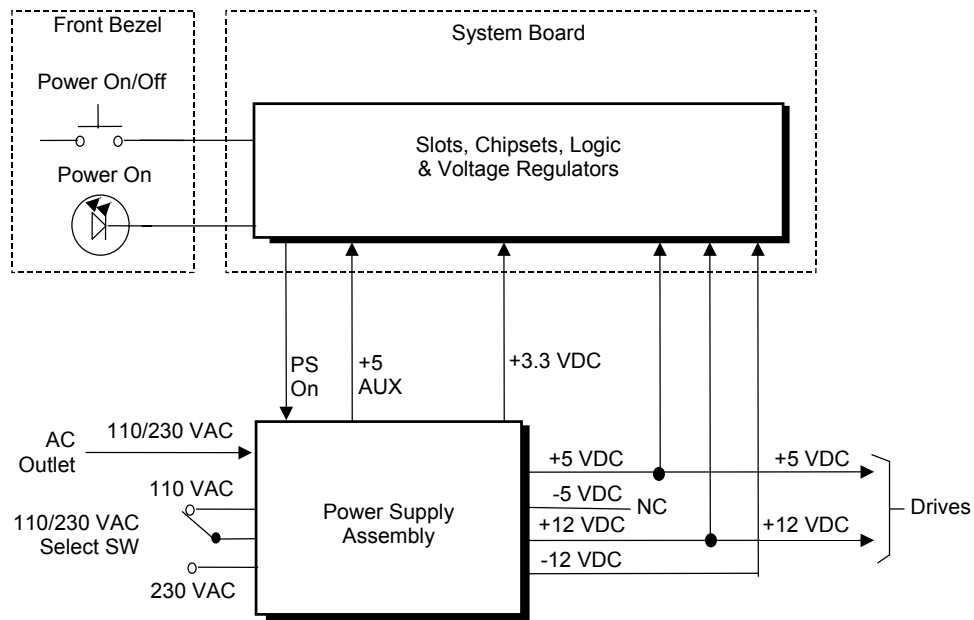 Front Bezel
System Board
Power On/Off
Slots, Chipsets, Logic
& Voltage Regulators
Power On
PS
On
+5
AUX
+3.3 VDC
AC
Outlet
110/230 VAC
110 VAC
110/230 VAC
Select SW
230 VAC
Power Supply
Assembly
+5 VDC
+5 VDC
-5 VDC
NC
+12 VDC
+12 VDC
-12 VDC
Drives